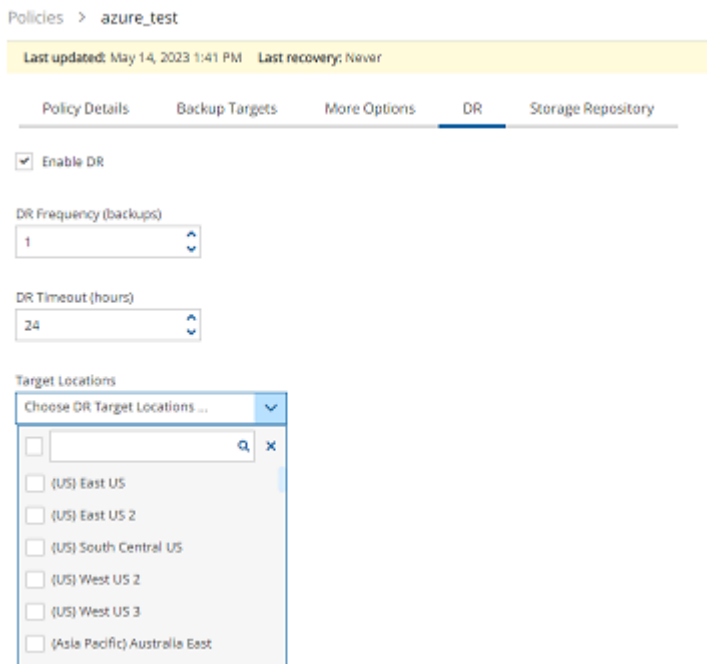 Policies > azure_test
Last updated: May 14, 2023 1:41 PM Last recovery: Never
Policy Details Backup Targets More Options DR Storage Repository
Enable DR
DR Frequency (backups)
1
DR Timeout (hours)
24
Target Locations
Choose DR Target Locations ...
(US) East US
(US) East US 2
(US) South Central US
(US) West US 2
(US) West US 3
(Asia Pacific) Australia East